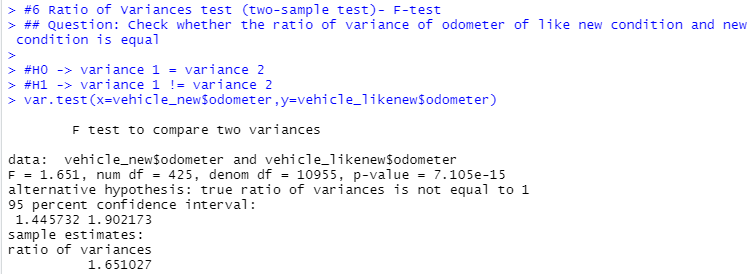 > #6 Ratio of Variances test (two-sample test)- F-test
> ## Question: Check whether the ratio of variance of odometer of like new condition and new
 condition is equal
>
> #H0 -> variance 1 = variance 2
> #H1 -> variance 1 != variance 2
> var.test(x=vehicle_new$odometer,y=vehicle_likenew$odometer)
F test to compare two variances
data:  vehicle_new$odometer and vehicle_likenew$odometer
F = 1.651, num df = 425, denom df = 10955, p-value = 7.105e-15
alternative hypothesis: true ratio of variances is not equal to 1
95 percent confidence interval:
 1.445732 1.902173
sample estimates:
ratio of variances
1.651027